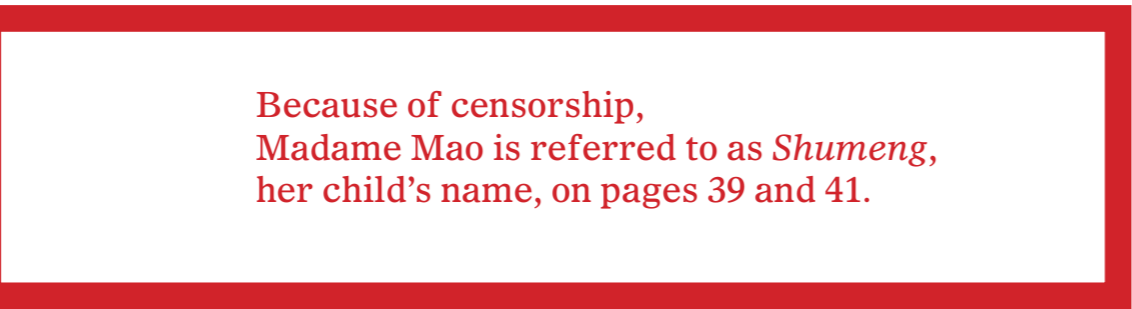 Because of censorship,
Madame Mao is referred to as Shumeng,
her child’s name, on pages 39 and 41.